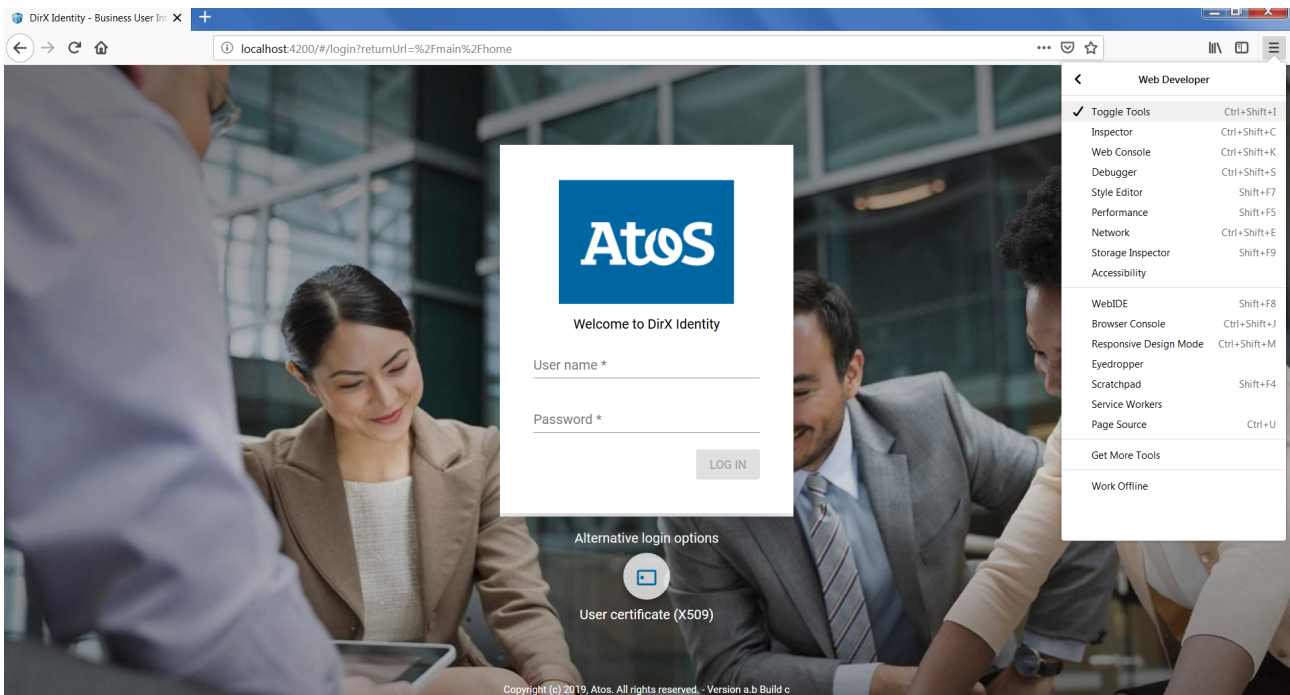 DirX Identity - Business User Int
localhost:4200/#/login?returnUrl=%2Fmain%2Fhome
Web Developer
Toggle Tools Ctrl+Shift+I
Inspector Ctrl+Shift+C
Web Console Ctrl+Shift+K
Debugger Ctrl+Shift+S
Style Editor Shift+F7
Performance Shift+F5
Network Ctrl+Shift+E
Storage Inspector Shift+F9
Accessibility
WebIDE Shift+F8
Browser Console Ctrl+Shift+J
Responsive Design Mode Ctrl+Shift+M
Eyedropper
Scratchpad Shift+F4
Service Workers
Page Source Ctrl+U
Get More Tools
Work Offline
Atos
Welcome to DirX Identity
User name *
Password *
LOG IN
Alternative login options
User certificate (X509)
Copyright (c) 2019, Atos. All rights reserved. - Version a.b Build c